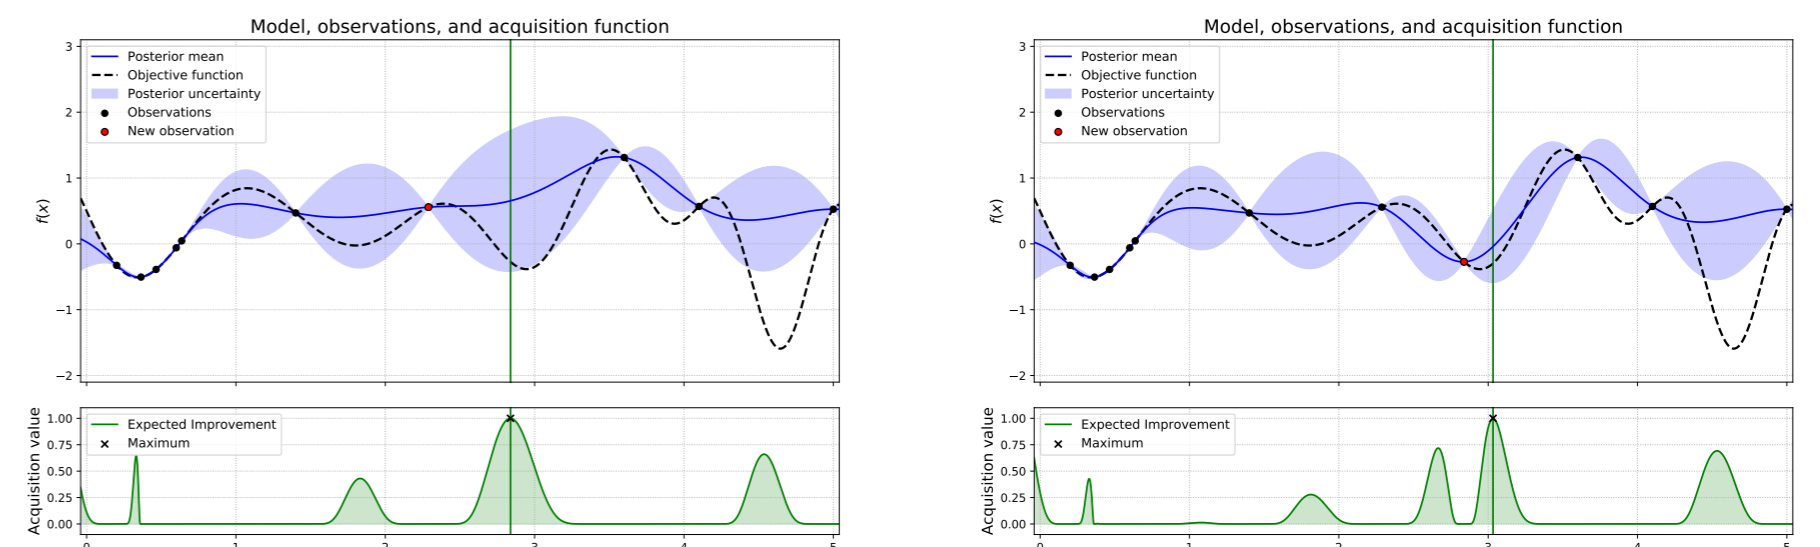 Model, observations, and acquisition function
3
2
1
0
−1
−2
f(x)
Posterior mean
Objective function
Posterior uncertainty
Observations
New observation
1.00
0.75
0.50
0.25
0.00
Acquisition value
Expected Improvement
Maximum
0 1 2 3 4 5
Model, observations, and acquisition function
3
2
1
0
−1
−2
f(x)
Posterior mean
Objective function
Posterior uncertainty
Observations
New observation
1.00
0.75
0.50
0.25
0.00
Acquisition value
Expected Improvement
Maximum
0 1 2 3 4 5